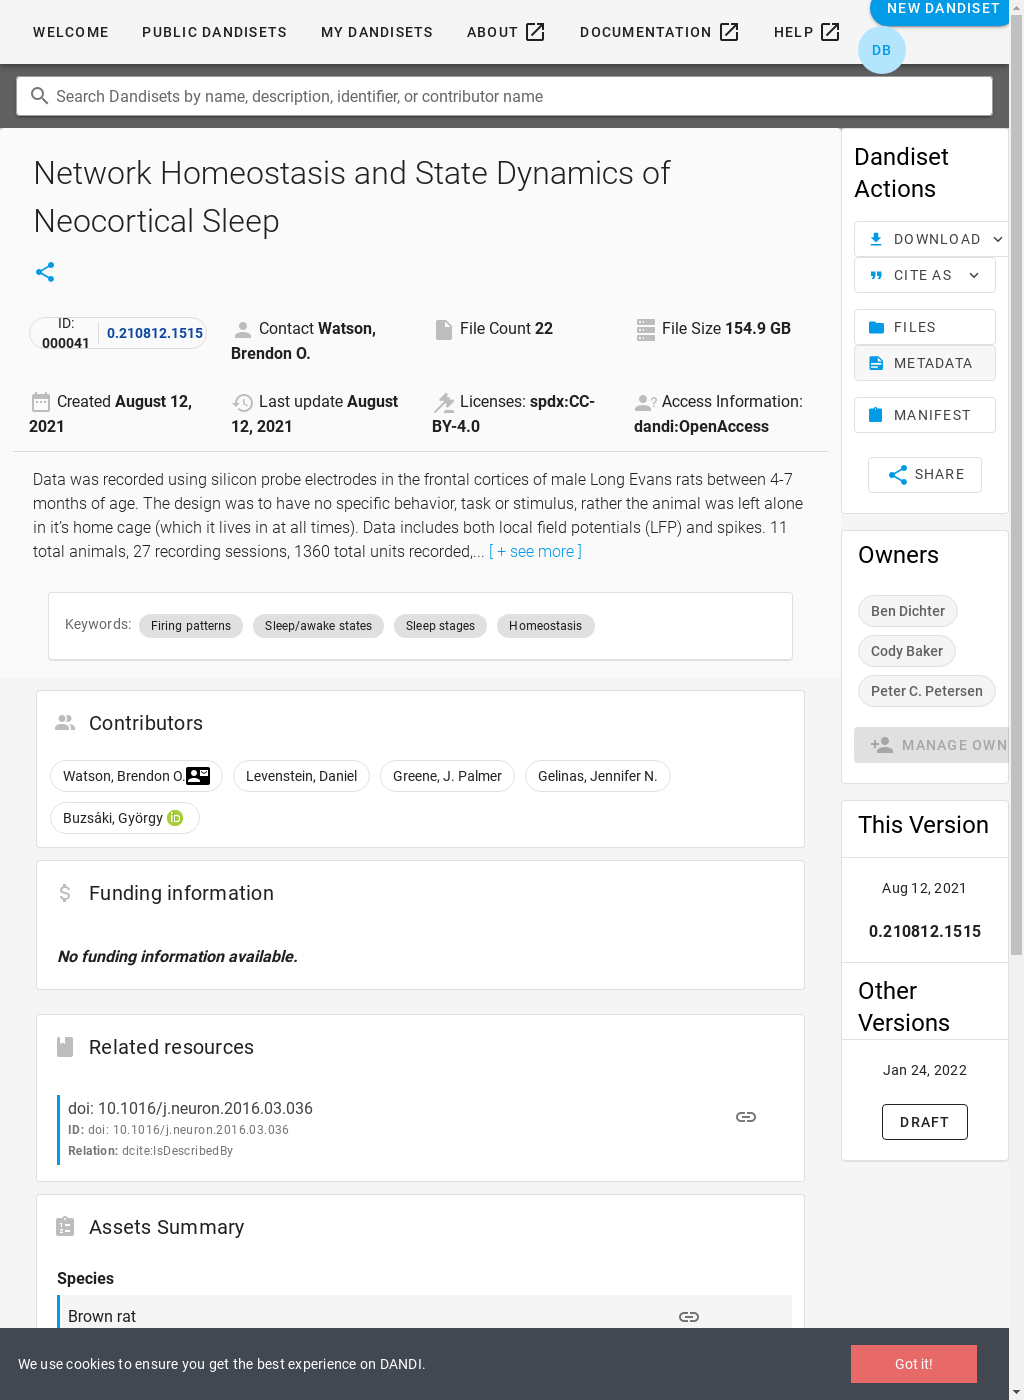 WELCOME PUBLIC DANDISETS MY DANDISETS ABOUT DOCUMENTATION HELP
NEW DANDISET
DB
Search Dandisets by name, description, identifier, or contributor name
Network Homeostasis and State Dynamics of
Neocortical Sleep
ID:
000041
0.210812.1515
Contact Watson,
Brendon O.
File Count 22
File Size 154.9 GB
Created August 12,
2021
Last update August
12, 2021
Licenses: spdx:CC-
BY-4.0
Access Information:
dandi:OpenAccess
Data was recorded using silicon probe electrodes in the frontal cortices of male Long Evans rats between 4-7
months of age. The design was to have no specific behavior, task or stimulus, rather the animal was left alone
in it's home cage (which it lives in at all times). Data includes both local field potentials (LFP) and spikes. 11
total animals, 27 recording sessions, 1360 total units recorded,... [ + see more ]
Keywords: Firing patterns Sleep/awake states Sleep stages Homeostasis
Contributors
Watson, Brendon O. Levenstein, Daniel Greene, J. Palmer Gelinas, Jennifer N.
Buzsáki, György iD
Funding information
No funding information available.
Related resources
doi: 10.1016/j.neuron.2016.03.036
ID: doi: 10.1016/j.neuron.2016.03.036
Relation: dcite:IsDescribedBy
Assets Summary
Species
Brown rat
Dandiset
Actions
DOWNLOAD
CITE AS
FILES
METADATA
MANIFEST
SHARE
Owners
Ben Dichter
Cody Baker
Peter C. Petersen
MANAGE OWN
This Version
Aug 12, 2021
0.210812.1515
Other
Versions
Jan 24, 2022
DRAFT
We use cookies to ensure you get the best experience on DANDI.
Got it!